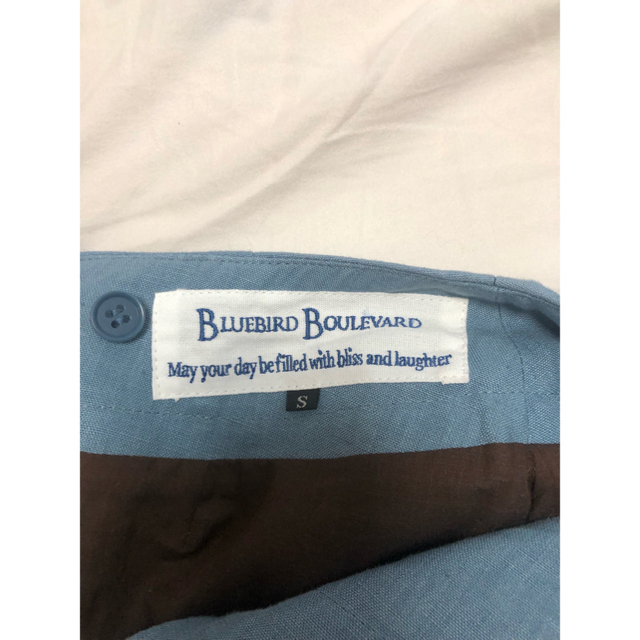 BLUEBIRD BOULEVARD
May your day be filled with bliss and laughter
S